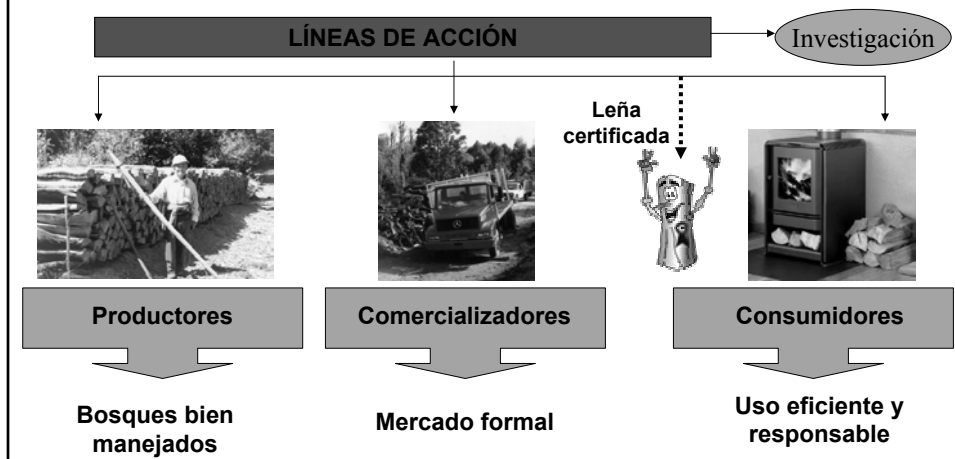 LÍNEAS DE ACCIÓN
Investigación
Leña
certificada
Productores
Comercializadores
Consumidores
Bosques bien
manejados
Mercado formal
Uso eficiente y
responsable